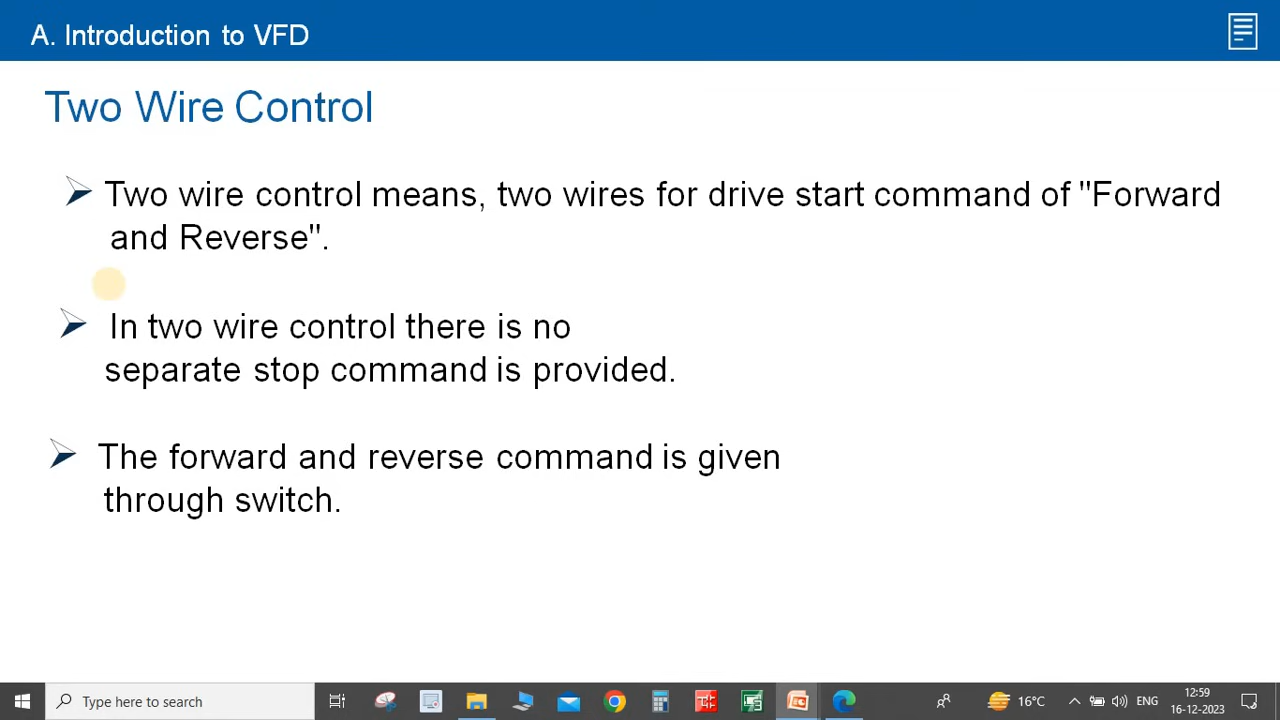 A. Introduction to VFD
Two Wire Control
Two wire control means, two wires for drive start command of "Forward
and Reverse".
In two wire control there is no
separate stop command is provided.
The forward and reverse command is given
through switch.
Type here to search
16°C
ENG
12:59
16-12-2023